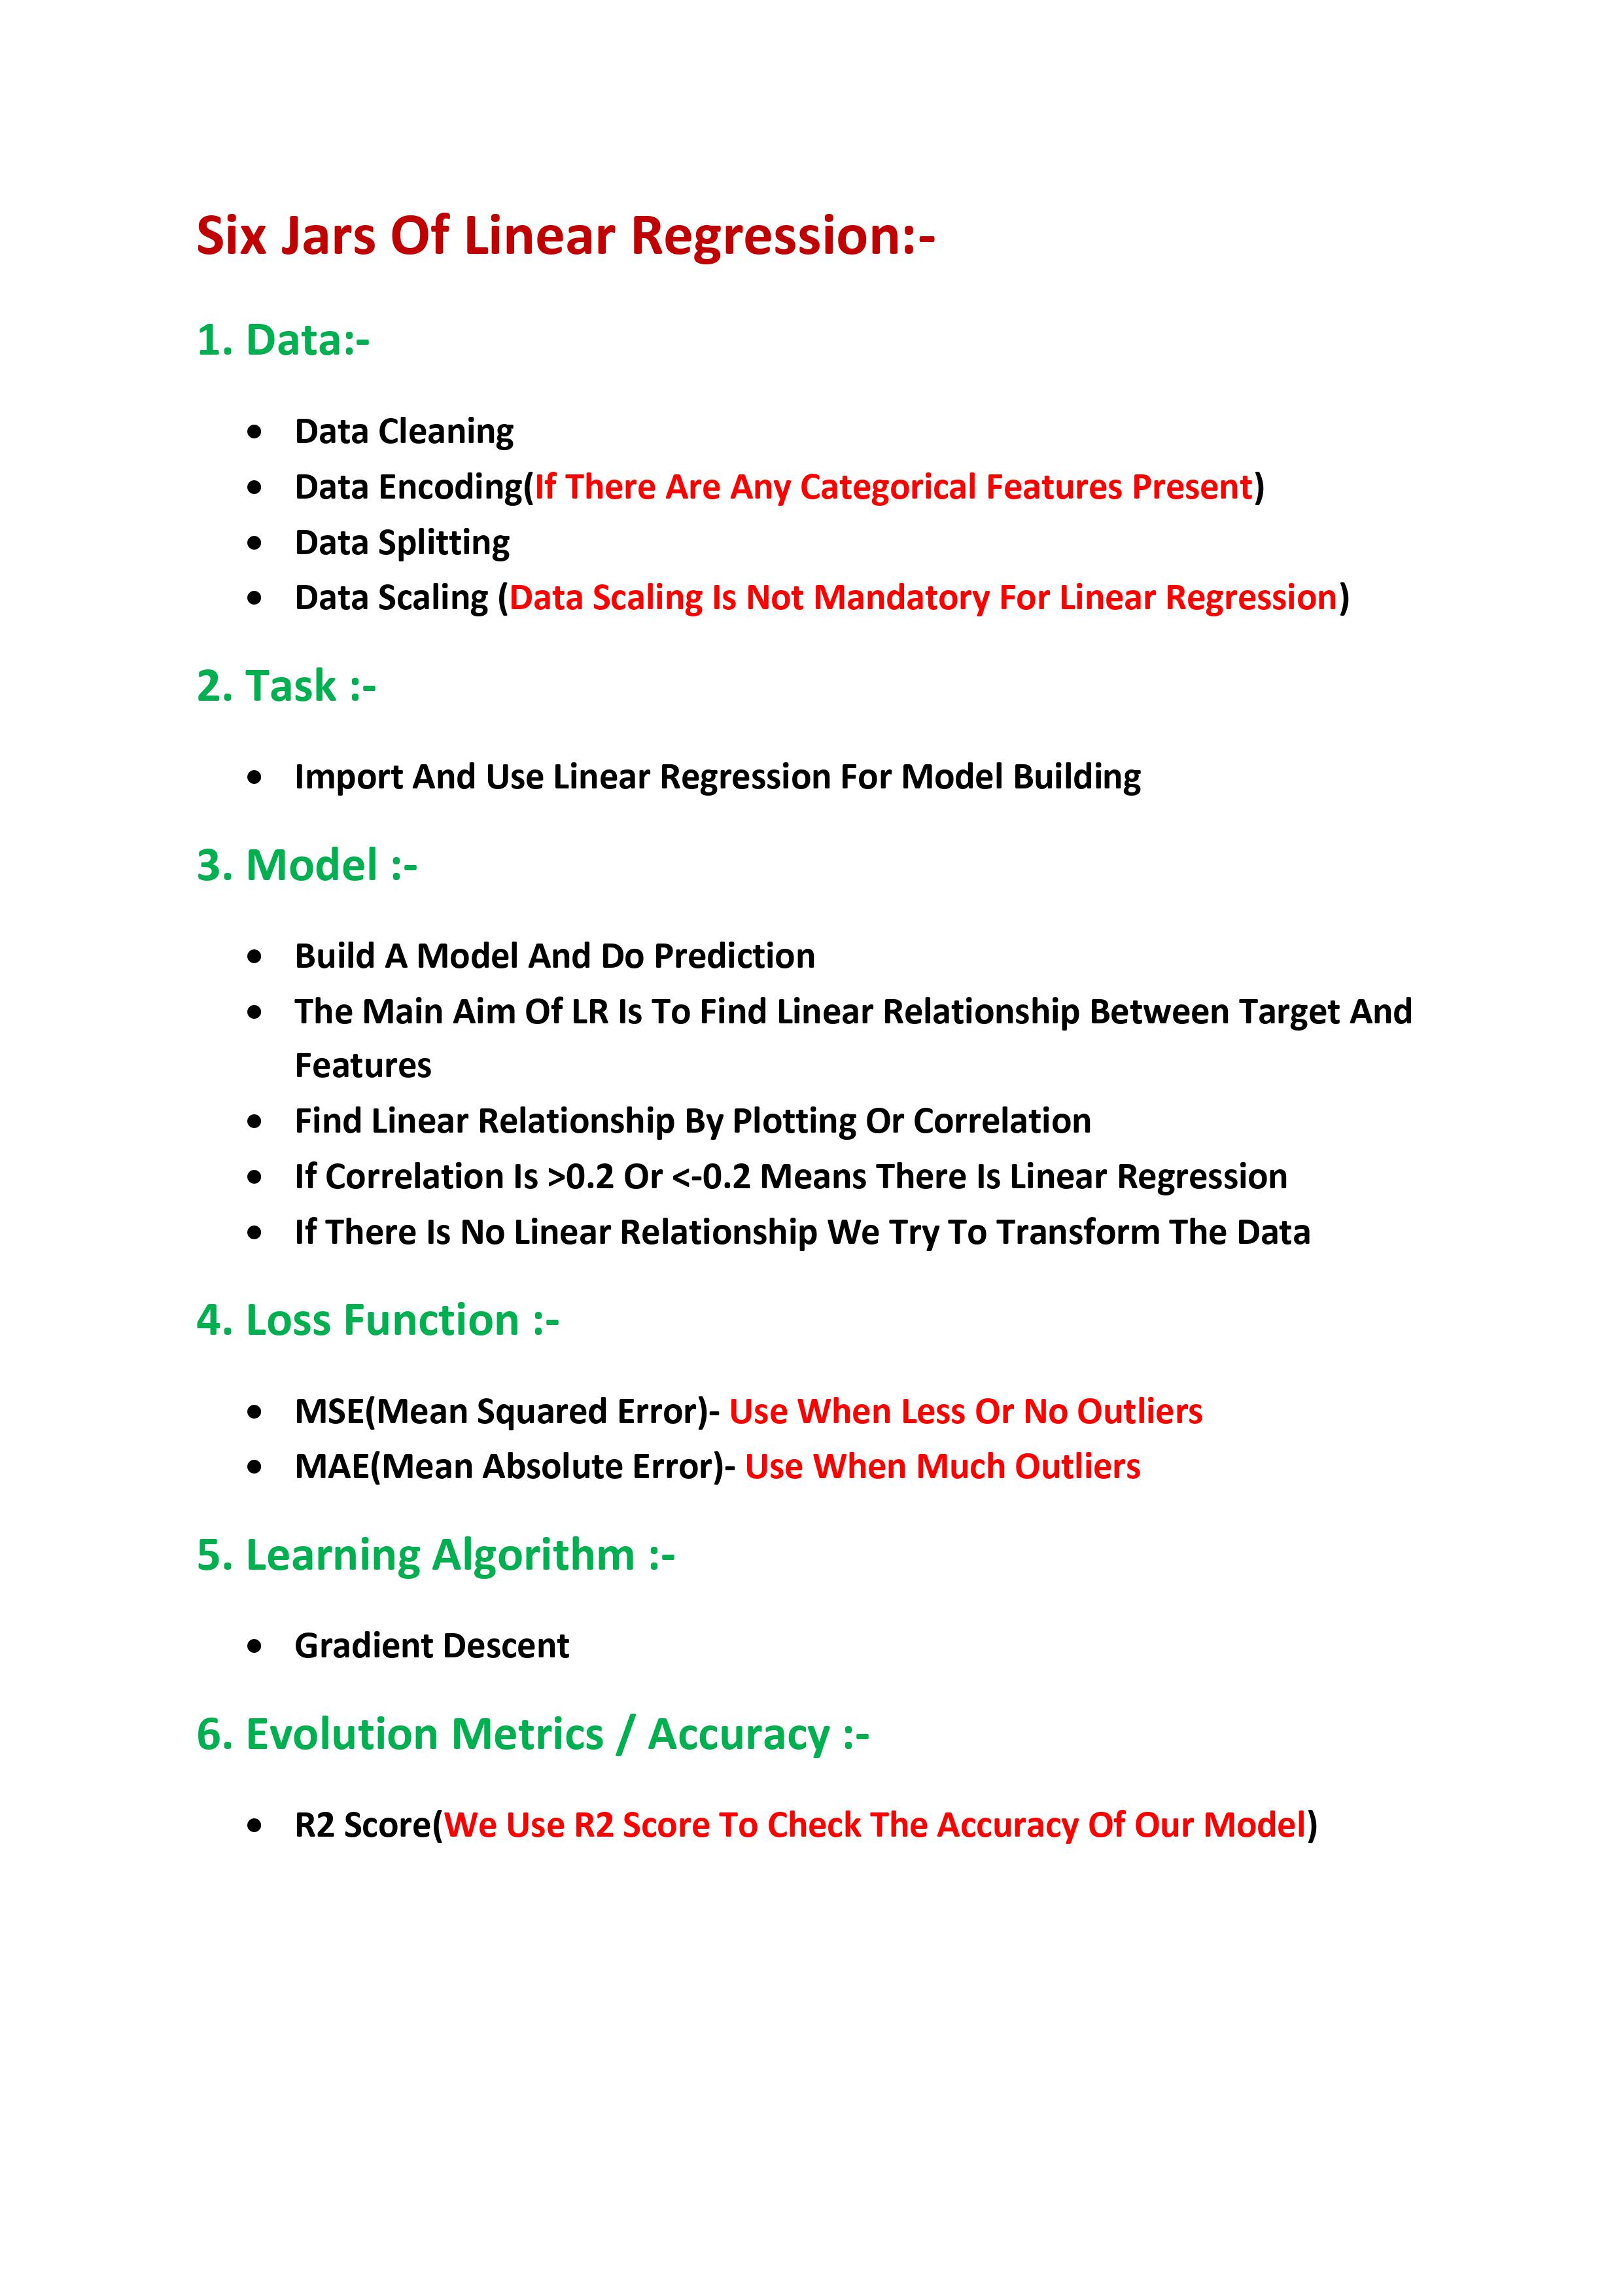 Six Jars Of Linear Regression:-
1. Data:-
• Data Cleaning
• Data Encoding(If There Are Any Categorical Features Present)
• Data Splitting
• Data Scaling (Data Scaling Is Not Mandatory For Linear Regression)
2. Task :-
• Import And Use Linear Regression For Model Building
3. Model :-
• Build A Model And Do Prediction
• The Main Aim Of LR Is To Find Linear Relationship Between Target And
Features
• Find Linear Relationship By Plotting Or Correlation
• If Correlation Is >0.2 Or <-0.2 Means There Is Linear Regression
• If There Is No Linear Relationship We Try To Transform The Data
4. Loss Function :-
• MSE(Mean Squared Error)- Use When Less Or No Outliers
• MAE(Mean Absolute Error)- Use When Much Outliers
5. Learning Algorithm :-
• Gradient Descent
6. Evolution Metrics / Accuracy :-
• R2 Score(We Use R2 Score To Check The Accuracy Of Our Model)